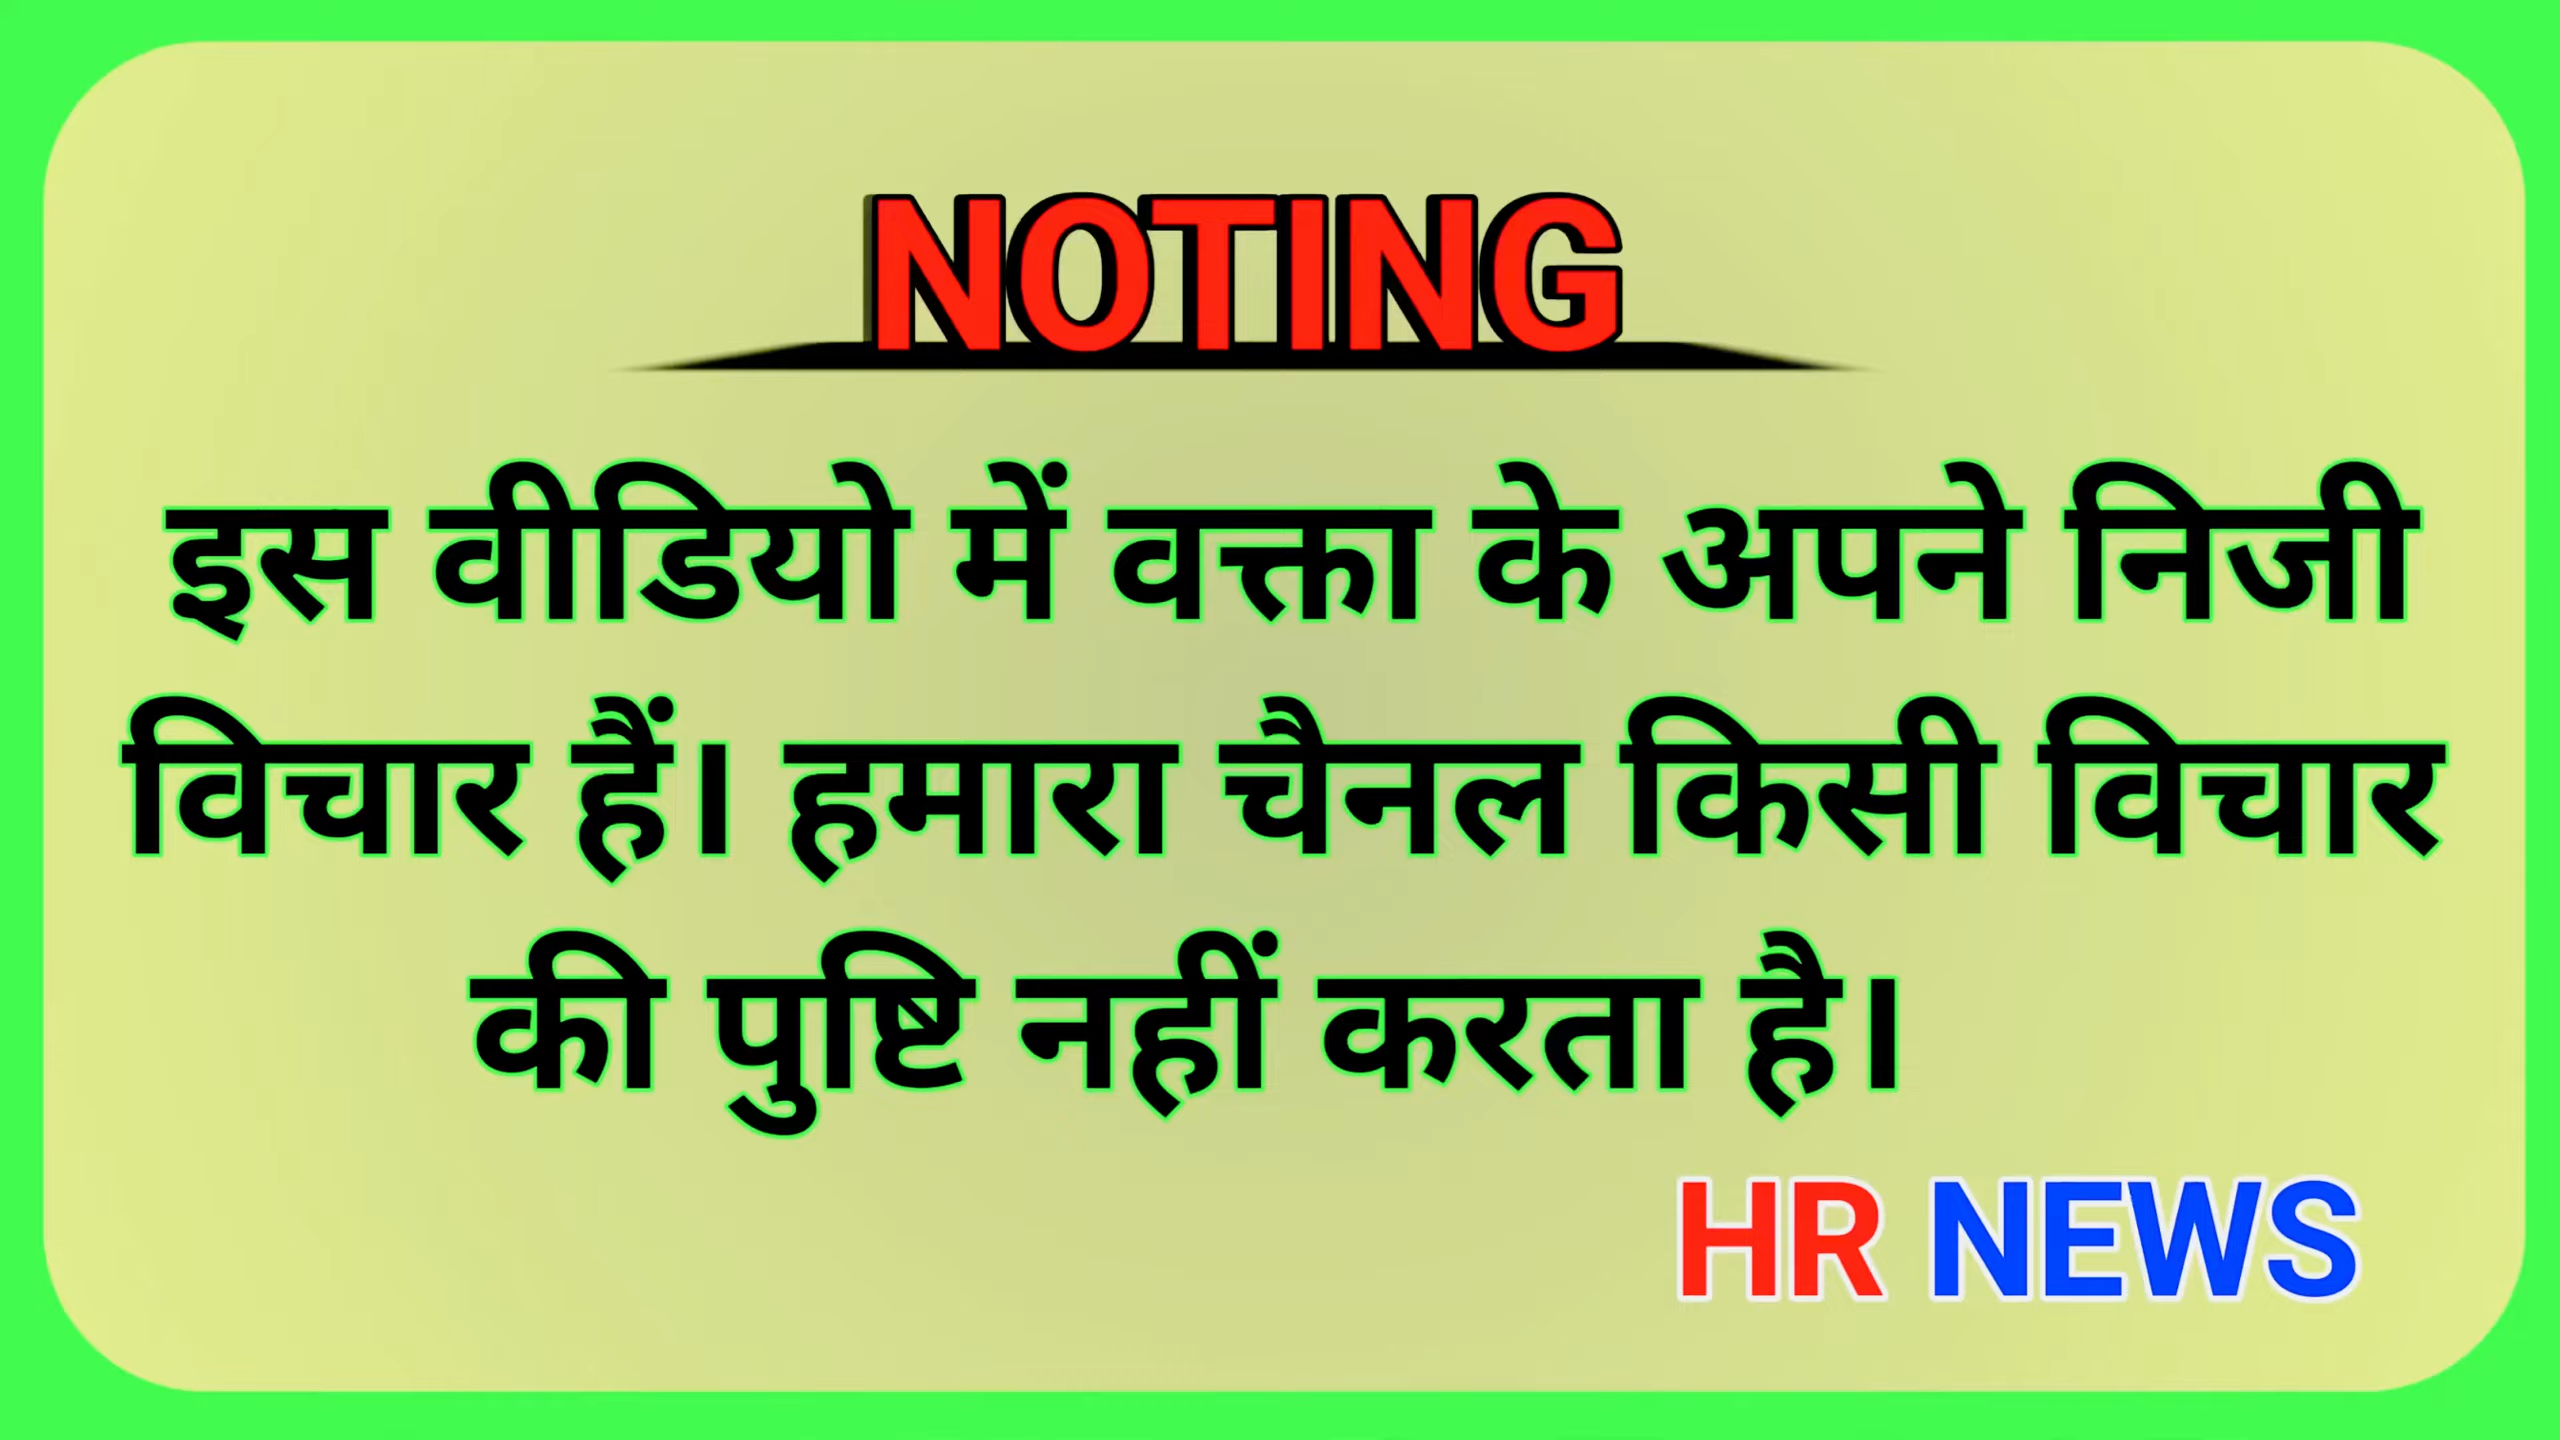 NOTING
इस वीडियो में वक्ता के अपने निजी
विचार हैं। हमारा चैनल किसी विचार
की पुष्टि नहीं करता है।
HR NEWS